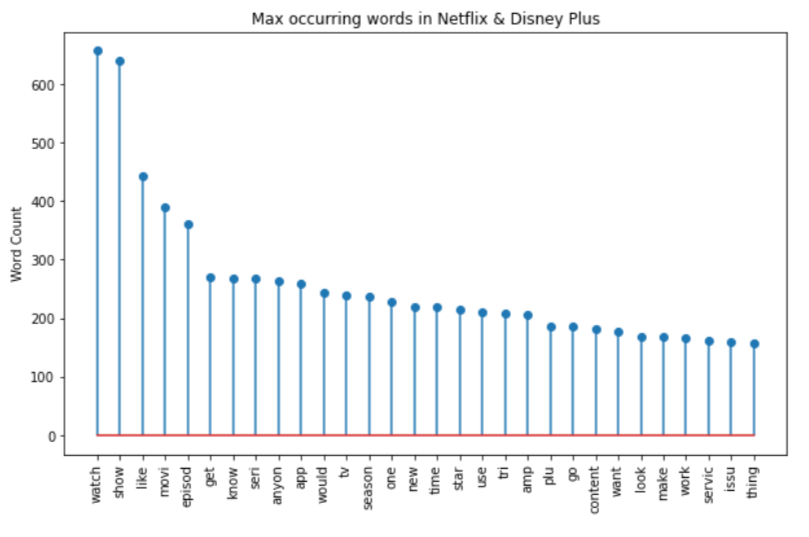 Max occurring words in Netflix & Disney Plus
Word Count
600
500
400
300
200
100
0
watch
show
like
movi
episod
get
know
seri
anyon
app
would
tv
season
one
new
time
star
use
tri
amp
plu
go
content
want
look
make
work
servic
issu
thing